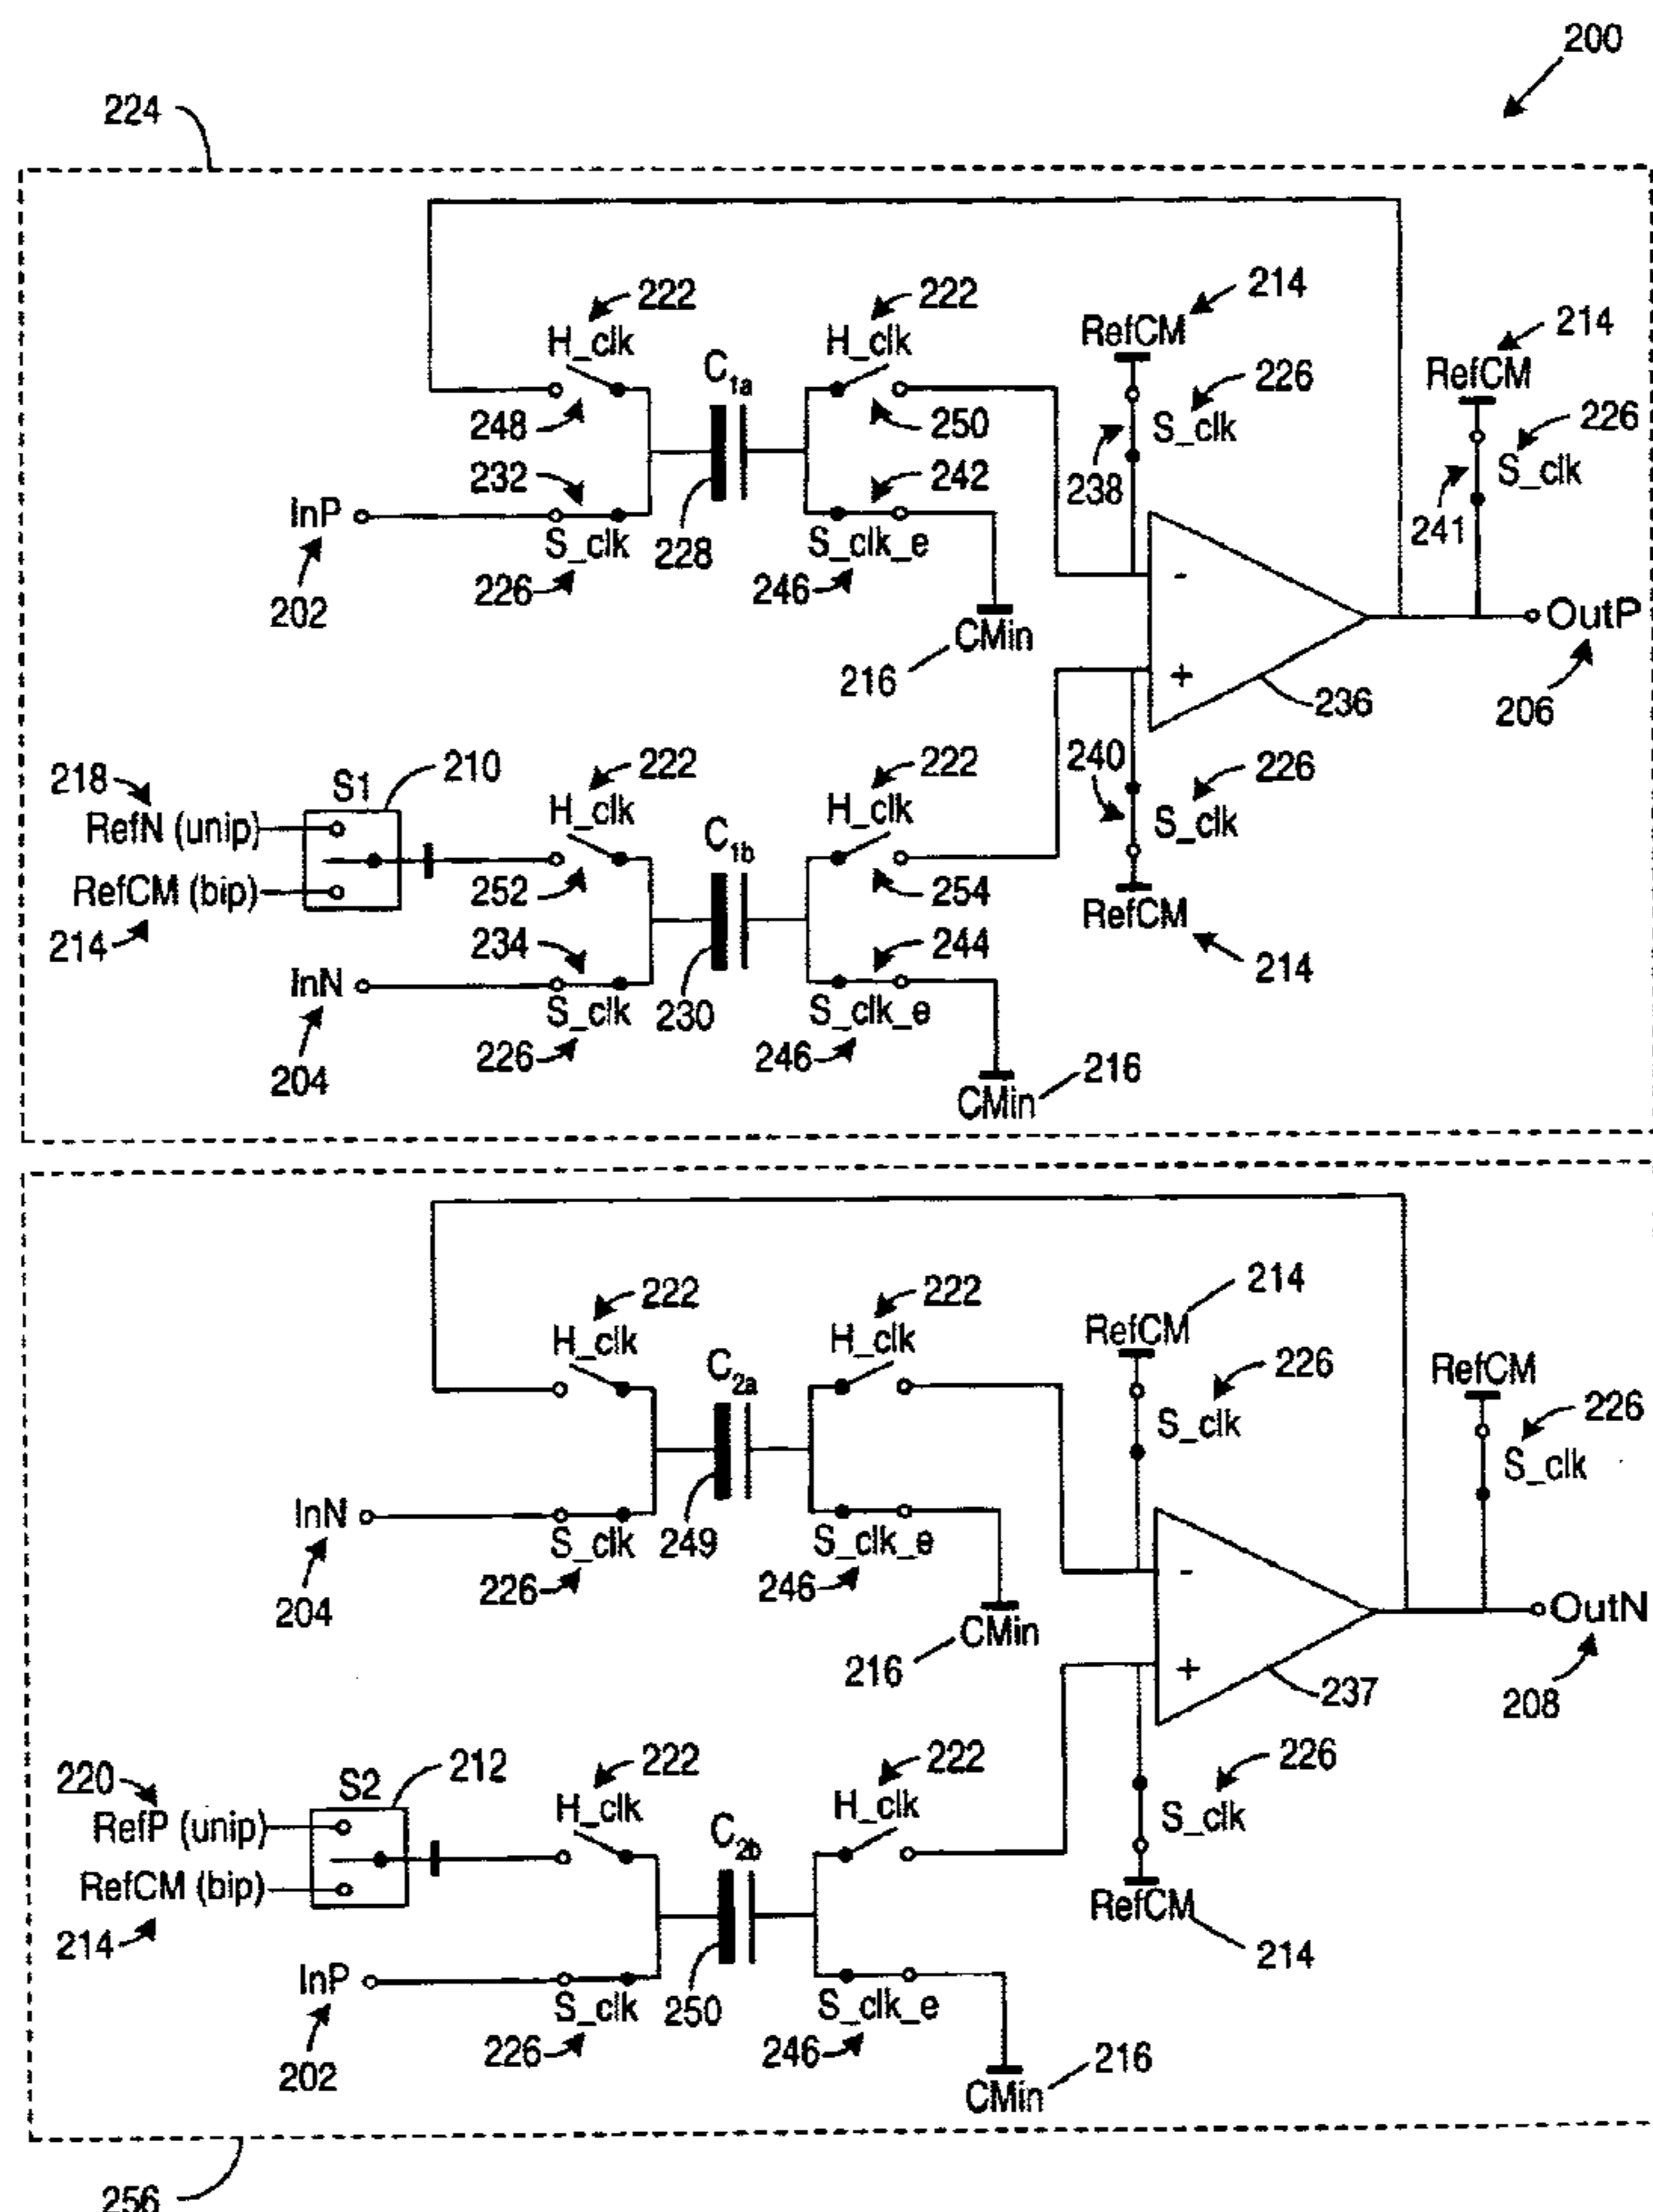 200
224
222
222
214
RefCM
214
RefCM
H_clk
C1a
H_clk
226
226
S_clk
S_clk
248
250
232
242
238
241
InP
S_clk
228
S_clk_e
-
OutP
202
226
246
CMin
216
+
236
206
218
RefN (unip)
S1
210
222
222
240
226
H_clk
C1b
H_clk
S_clk
RefCM (bip)
252
254
RefCM
214
234
244
214
InN
S_clk
230
S_clk_e
204
226
246
216
CMin
222
222
214
H_clk
C2a
H_clk
RefCM
226
RefCM
226
S_clk
S_clk
InN
S_clk
249
S_clk_e
-
204
226
246
CMin
OutN
216
+
237
208
220
RefP (unip)
S2
212
222
222
226
H_clk
C2b
H_clk
S_clk
RefCM (bip)
RefCM
214
214
InP
S_clk
250
S_clk_e
202
226
246
216
CMin
256